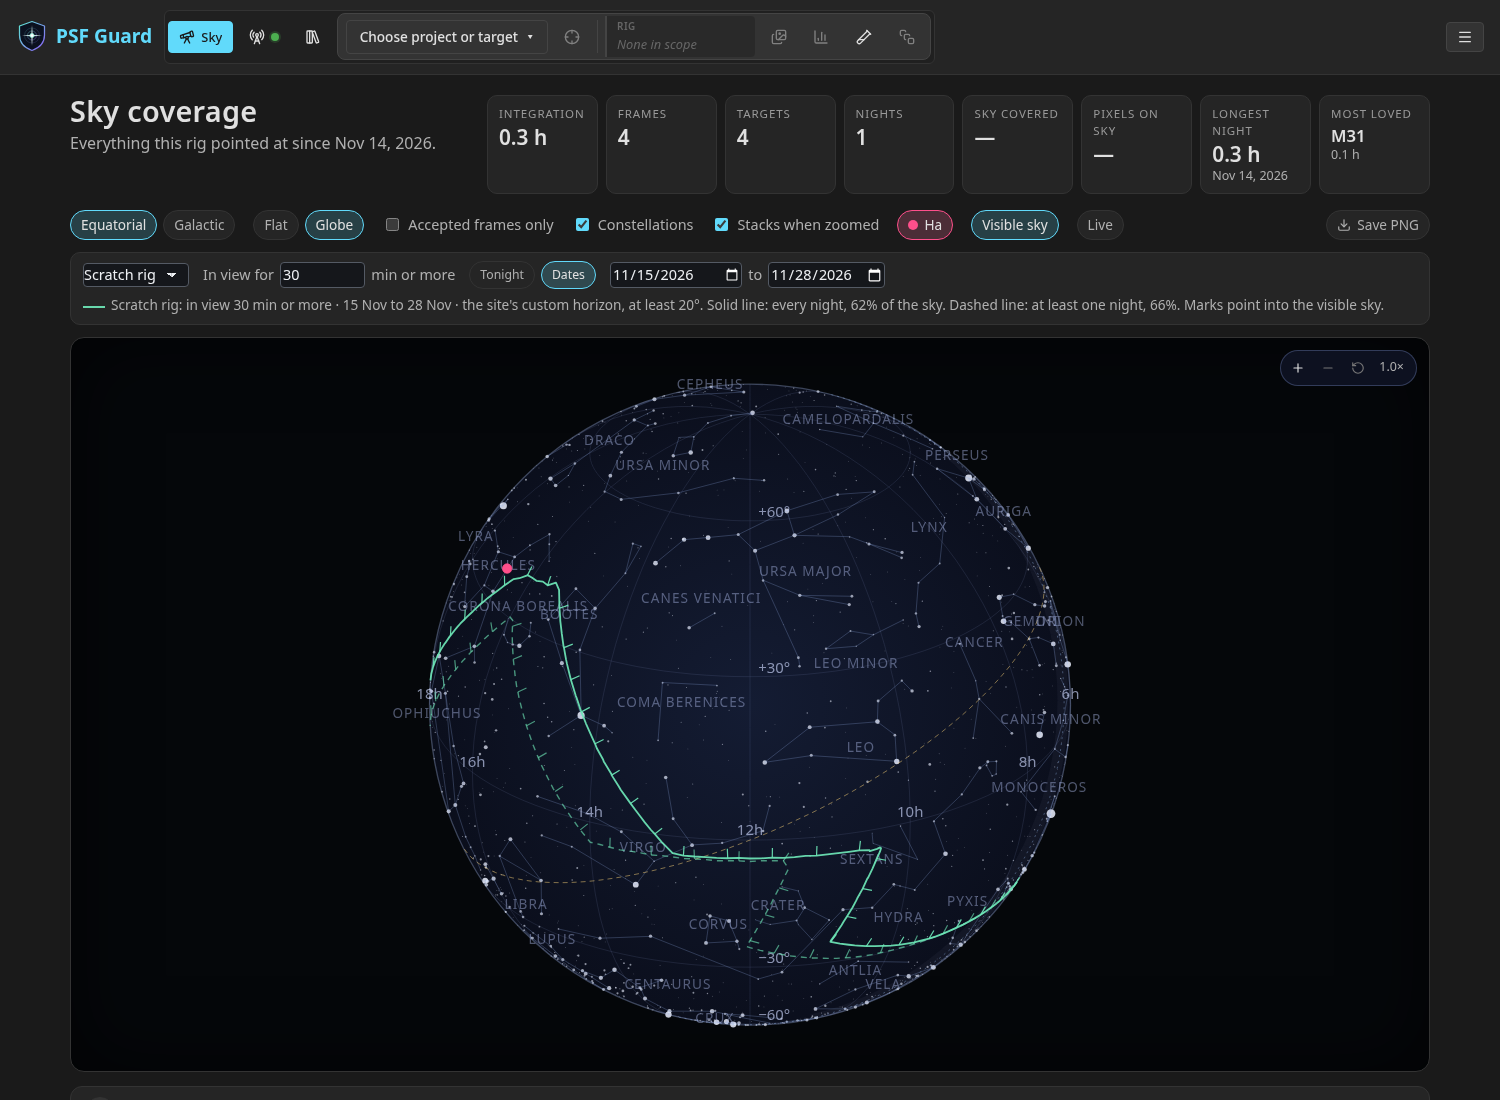 PSF Guard
Sky
Choose project or target
RIG
None in scope
Sky coverage
Everything this rig pointed at since Nov 14, 2026.
INTEGRATION
0.3 h
FRAMES
4
TARGETS
4
NIGHTS
1
SKY COVERED
—
PIXELS ON SKY
—
LONGEST NIGHT
0.3 h
Nov 14, 2026
MOST LOVED
M31
0.1 h
Equatorial
Galactic
Flat
Globe
Accepted frames only
Constellations
Stacks when zoomed
Ha
Visible sky
Live
Save PNG
Scratch rig
In view for 30 min or more
Tonight
Dates
11/15/2026 to 11/28/2026
Scratch rig: in view 30 min or more · 15 Nov to 28 Nov · the site's custom horizon, at least 20°. Solid line: every night, 62% of the sky. Dashed line: at least one night, 66%. Marks point into the visible sky.
+ − 1.0×
CEPHEUS
CAMELOPARDALIS
DRACO
PERSEUS
URSA MINOR
+60°
AURIGA
LYNX
LYRA
HERCULES
URSA MAJOR
CANES VENATICI
CORONA BOREALIS
BOOTES
GEMINI
ORION
CANCER
LEO MINOR
+30°
18h
6h
COMA BERENICES
OPHIUCHUS
CANIS MINOR
LEO
16h
8h
MONOCEROS
14h
10h
12h
VIRGO
SEXTANS
LIBRA
CRATER
PYXIS
HYDRA
CORVUS
LUPUS
−30°
ANTLIA
CENTAURUS
VELA
CRUX
−60°